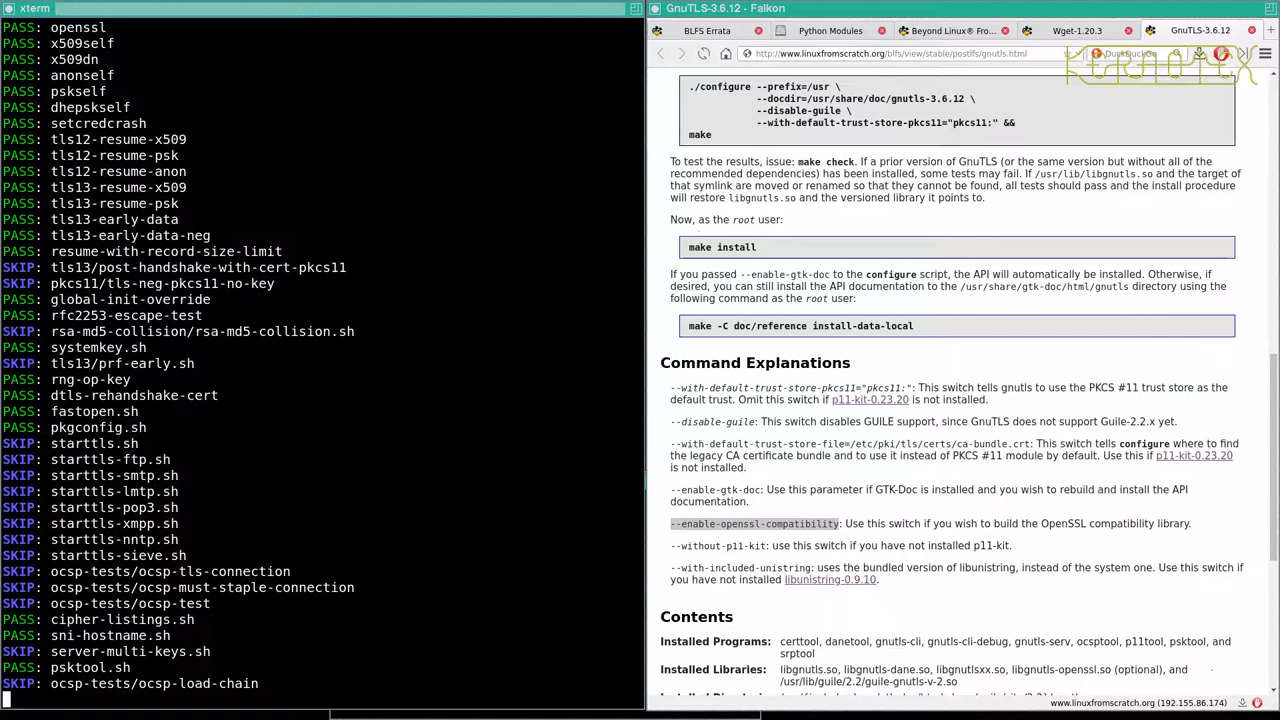 xterm
PASS: openssl
PASS: x509self
PASS: x509dn
PASS: anonself
PASS: pskself
PASS: dhepskself
PASS: setcredcrash
PASS: tls12-resume-x509
PASS: tls12-resume-psk
PASS: tls12-resume-anon
PASS: tls13-resume-x509
PASS: tls13-resume-psk
PASS: tls13-early-data
PASS: tls13-early-data-neg
PASS: resume-with-record-size-limit
SKIP: tls13/post-handshake-with-cert-pkcs11
SKIP: pkcs11/tls-neg-pkcs11-no-key
PASS: global-init-override
PASS: rfc2253-escape-test
SKIP: rsa-md5-collision/rsa-md5-collision.sh
PASS: systemkey.sh
SKIP: tls13/prf-early.sh
PASS: rng-op-key
PASS: dtls-rehandshake-cert
PASS: fastopen.sh
PASS: pkgconfig.sh
SKIP: starttls.sh
SKIP: starttls-ftp.sh
SKIP: starttls-smtp.sh
SKIP: starttls-lmtp.sh
SKIP: starttls-pop3.sh
SKIP: starttls-xmpp.sh
SKIP: starttls-nntp.sh
SKIP: starttls-sieve.sh
SKIP: ocsp-tests/ocsp-tls-connection
SKIP: ocsp-tests/ocsp-must-staple-connection
SKIP: ocsp-tests/ocsp-test
PASS: cipher-listings.sh
PASS: sni-hostname.sh
SKIP: server-multi-keys.sh
PASS: psktool.sh
SKIP: ocsp-tests/ocsp-load-chain
GnuTLS-3.6.12 - Falkon
BLFS Errata
Python Modules
Beyond Linux® Fro...
Wget-1.20.3
GnuTLS-3.6.12
http://www.linuxfromscratch.org/blfs/view/stable/postlfs/gnutls.html
DuckDuckGo
KERNOTEX
./configure --prefix=/usr \
--docdir=/usr/share/doc/gnutls-3.6.12 \
--disable-guile \
--with-default-trust-store-pkcs11="pkcs11:" &&
make
To test the results, issue: make check. If a prior version of GnuTLS (or the same version but without all of the
recommended dependencies) has been installed, some tests may fail. If /usr/lib/libgnutls.so and the target of
that symlink are moved or renamed so that they cannot be found, all tests should pass and the install procedure
will restore libgnutls.so and the versioned library it points to.
Now, as the root user:
make install
If you passed --enable-gtk-doc to the configure script, the API will automatically be installed. Otherwise, if
desired, you can still install the API documentation to the /usr/share/gtk-doc/html/gnutls directory using the
following command as the root user:
make -C doc/reference install-data-local
Command Explanations
--with-default-trust-store-pkcs11="pkcs11:": This switch tells gnutls to use the PKCS #11 trust store as the
default trust. Omit this switch if p11-kit-0.23.20 is not installed.
--disable-guile: This switch disables GUILE support, since GnuTLS does not support Guile-2.2.x yet.
--with-default-trust-store-file=/etc/pki/tls/certs/ca-bundle.crt: This switch tells configure where to find
the legacy CA certificate bundle and to use it instead of PKCS #11 module by default. Use this if p11-kit-0.23.20
is not installed.
--enable-gtk-doc: Use this parameter if GTK-Doc is installed and you wish to rebuild and install the API
documentation.
--enable-openssl-compatibility: Use this switch if you wish to build the OpenSSL compatibility library.
--without-p11-kit: use this switch if you have not installed p11-kit.
--with-included-unistring: uses the bundled version of libunistring, instead of the system one. Use this switch if
you have not installed libunistring-0.9.10.
Contents
Installed Programs: certtool, danetool, gnutls-cli, gnutls-cli-debug, gnutls-serv, ocsptool, p11tool, psktool, and
srptool
Installed Libraries: libgnutls.so, libgnutls-dane.so, libgnutlsxx.so, libgnutls-openssl.so (optional), and
/usr/lib/guile/2.2/guile-gnutls-v-2.so
www.linuxfromscratch.org (192.155.86.174)